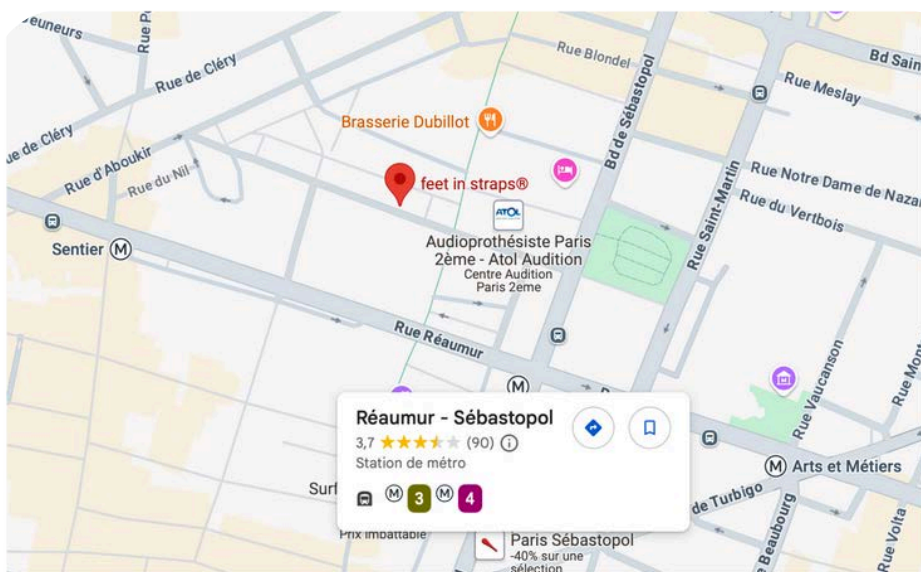 euneurs
Rue P
Rue de Cléry
Rue Blondel
Bd Sain
Rue Meslay
Brasserie Dubillot
Bd de Sébastopol
ue de Cléry
Rue d'Aboukir
Rue du Nil
feet in straps®
ATOL
Rue Notre Dame de Nazar
Rue du Vertbois
Rue Saint-Martin
Sentier M
Audioprothésiste Paris
2ème - Atol Audition
Centre Audition
Paris 2eme
Rue Réaumur
M
R
Rue Vaucanson
Rue Mont
Réaumur - Sébastopol
3,7 (90)
Station de métro
M 3 M 4
M Arts et Métiers
Surf
de Turbigo
Prix imbattable
Paris Sébastopol
-40% sur une
sélection
Rue Beaubourg
Rue Volta